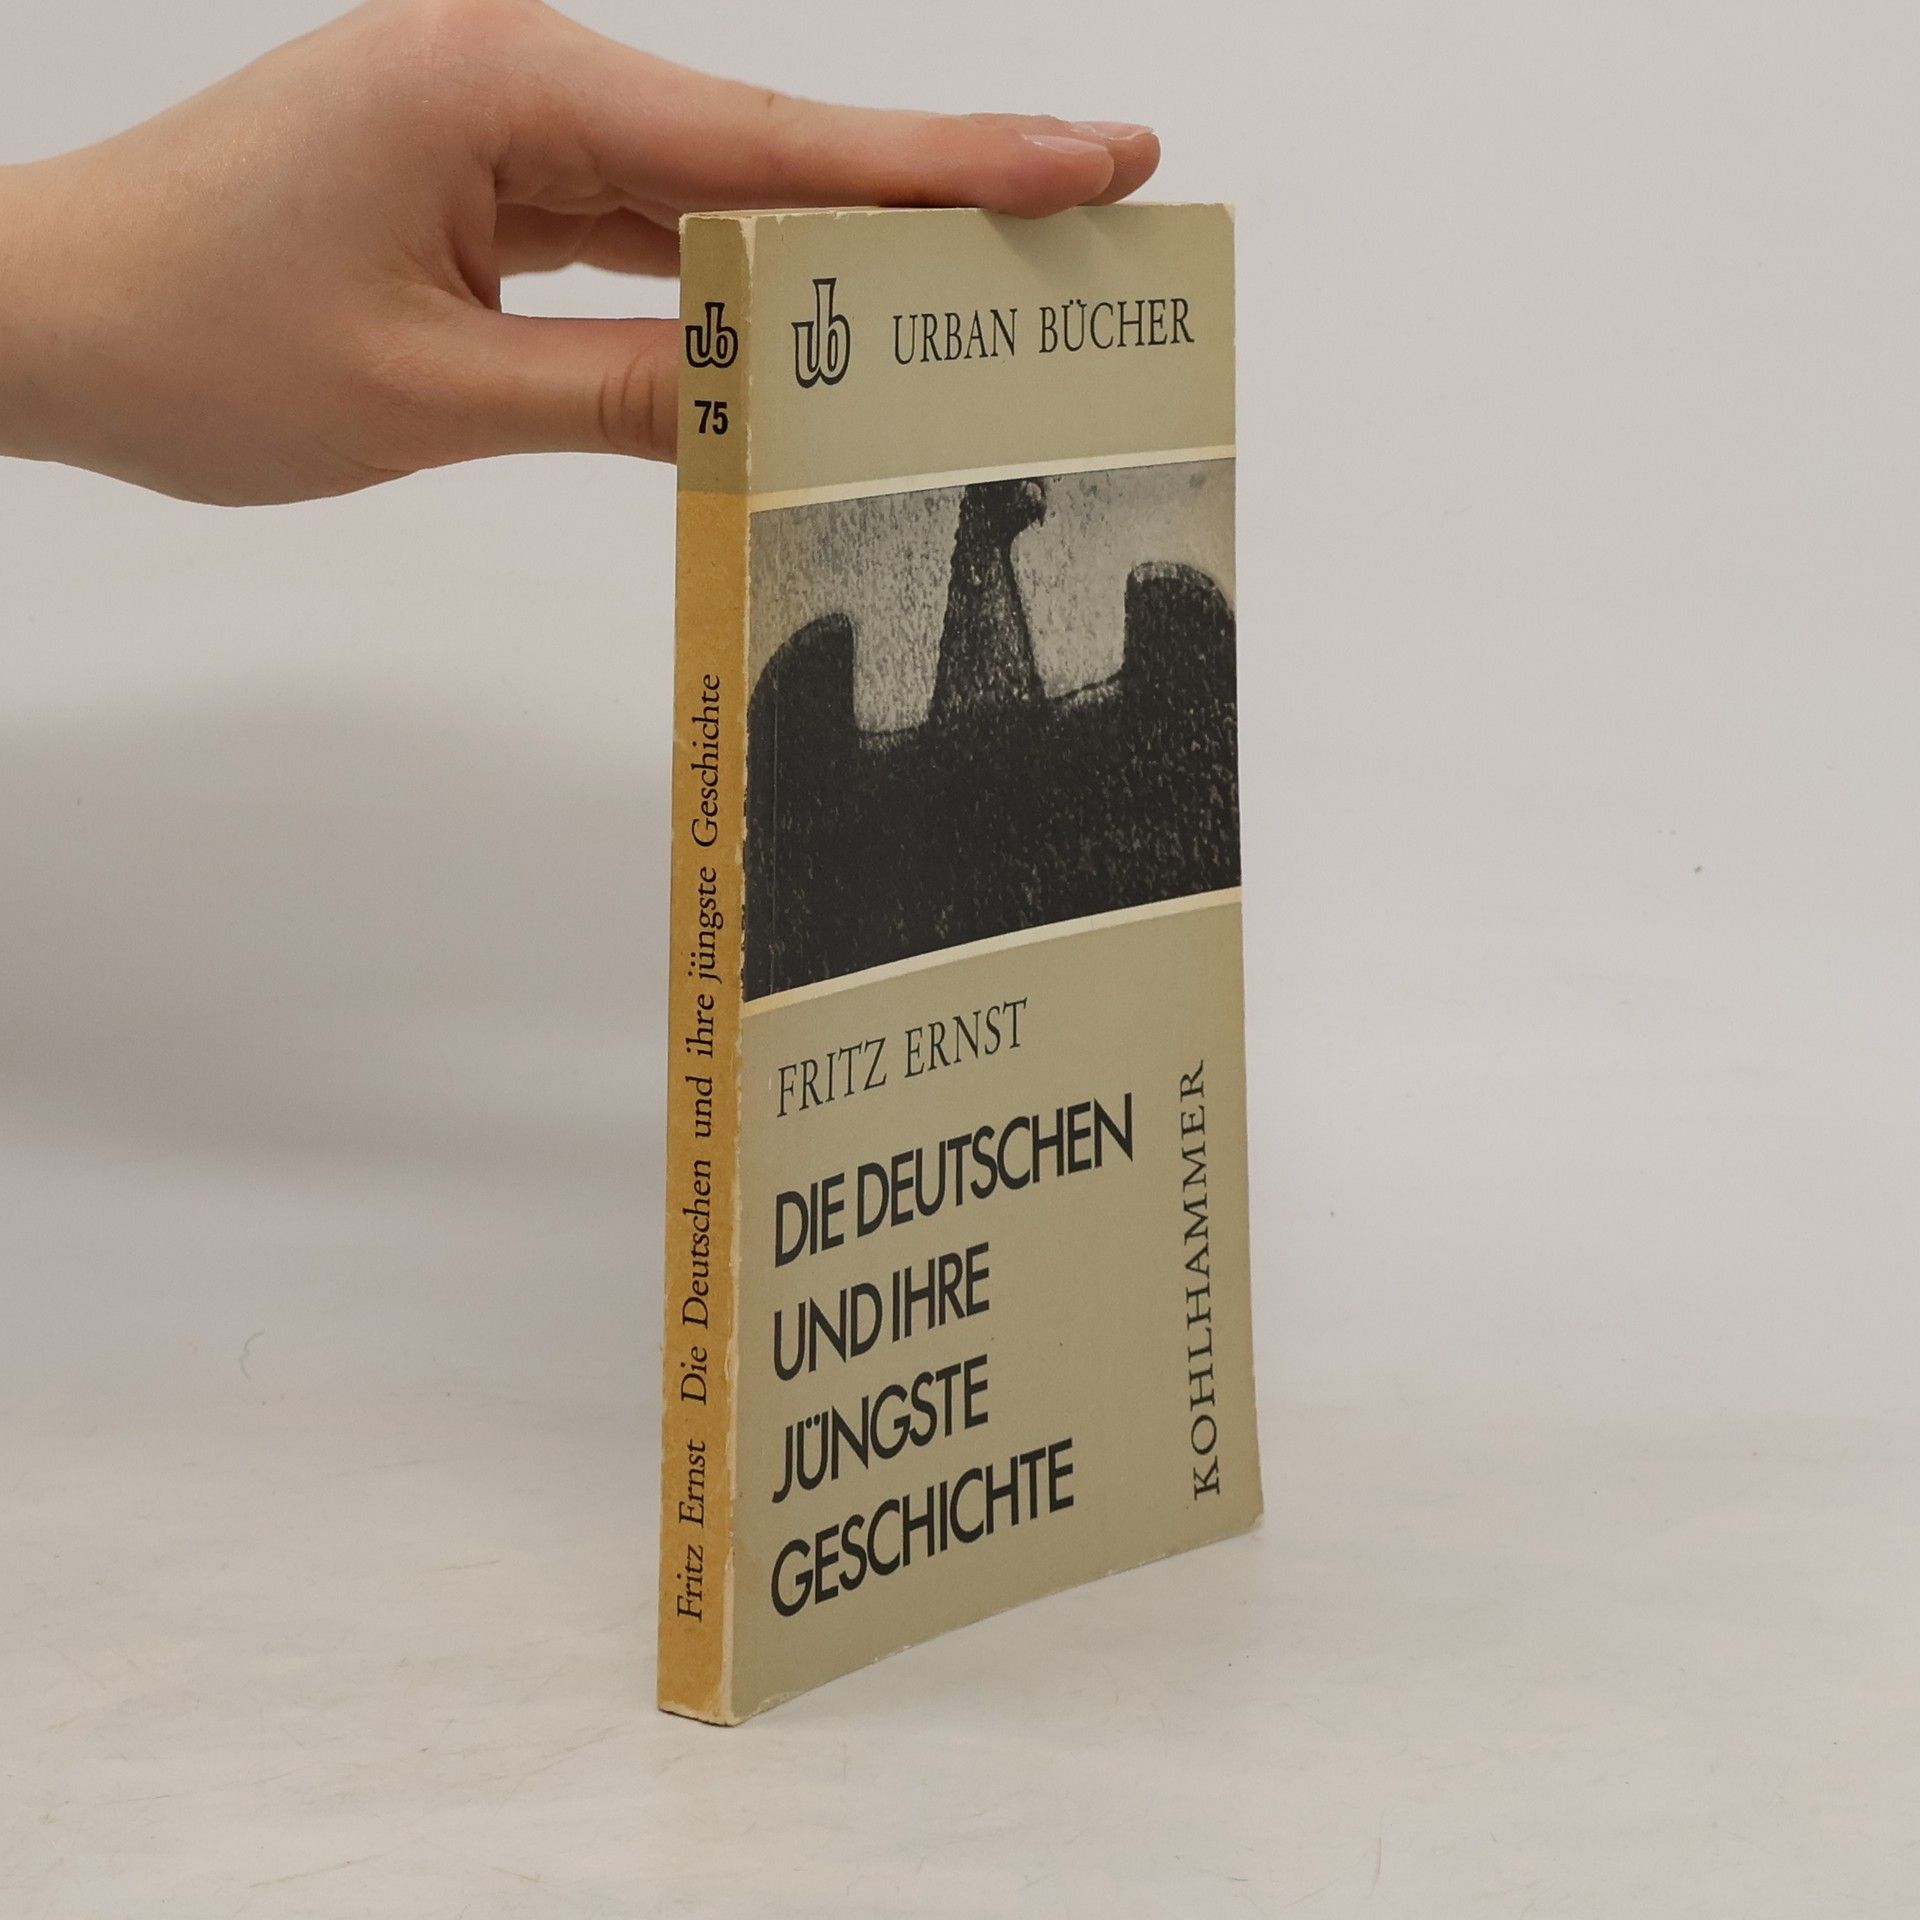 ub
75
Fritz Ernst Die Deutschen und ihre jüngste Geschichte
ub URBAN BÜCHER
FRITZ ERNST
DIE DEUTSCHEN
UND IHRE
JÜNGSTE
GESCHICHTE
KOHLHAMMER